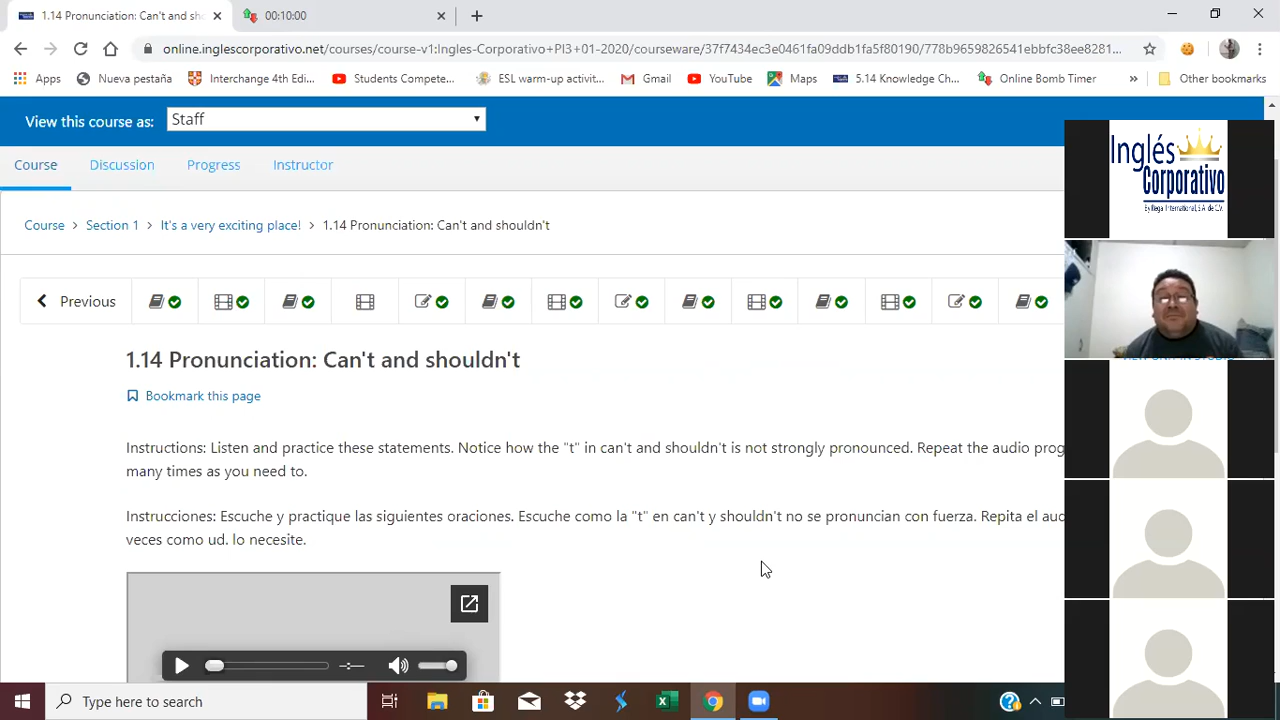 1.14 Pronunciation: Can't and sho
00:10:00
online.inglescorporativo.net/courses/course-v1:Ingles-Corporativo+PI3+01-2020/courseware/37f7434ec3e0461fa09ddb1fa5f80190/778b9659826541ebbfc38ee8281...
Apps Nueva pestaña Interchange 4th Edi... Students Compete... ESL warm-up activit... Gmail YouTube Maps 5.14 Knowledge Ch... Online Bomb Timer » Other bookmarks
View this course as: Staff
Course Discussion Progress Instructor
Inglés
Corporativo
Course > Section 1 > It's a very exciting place! > 1.14 Pronunciation: Can't and shouldn't
Previous
1.14 Pronunciation: Can't and shouldn't
Bookmark this page
Instructions: Listen and practice these statements. Notice how the "t" in can't and shouldn't is not strongly pronounced. Repeat the audio prog
many times as you need to.
Instrucciones: Escuche y practique las siguientes oraciones. Escuche como la "t" en can't y shouldn't no se pronuncian con fuerza. Repita el aud
veces como ud. lo necesite.
Type here to search